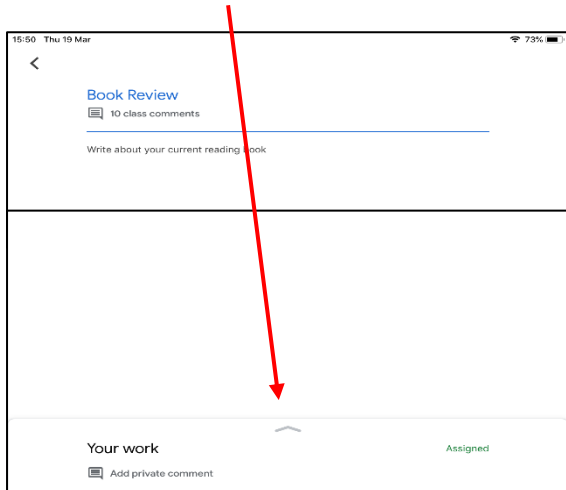 15:50 Thu 19 Mar 73%
Book Review
10 class comments
Write about your current reading book
Your work Assigned
Add private comment